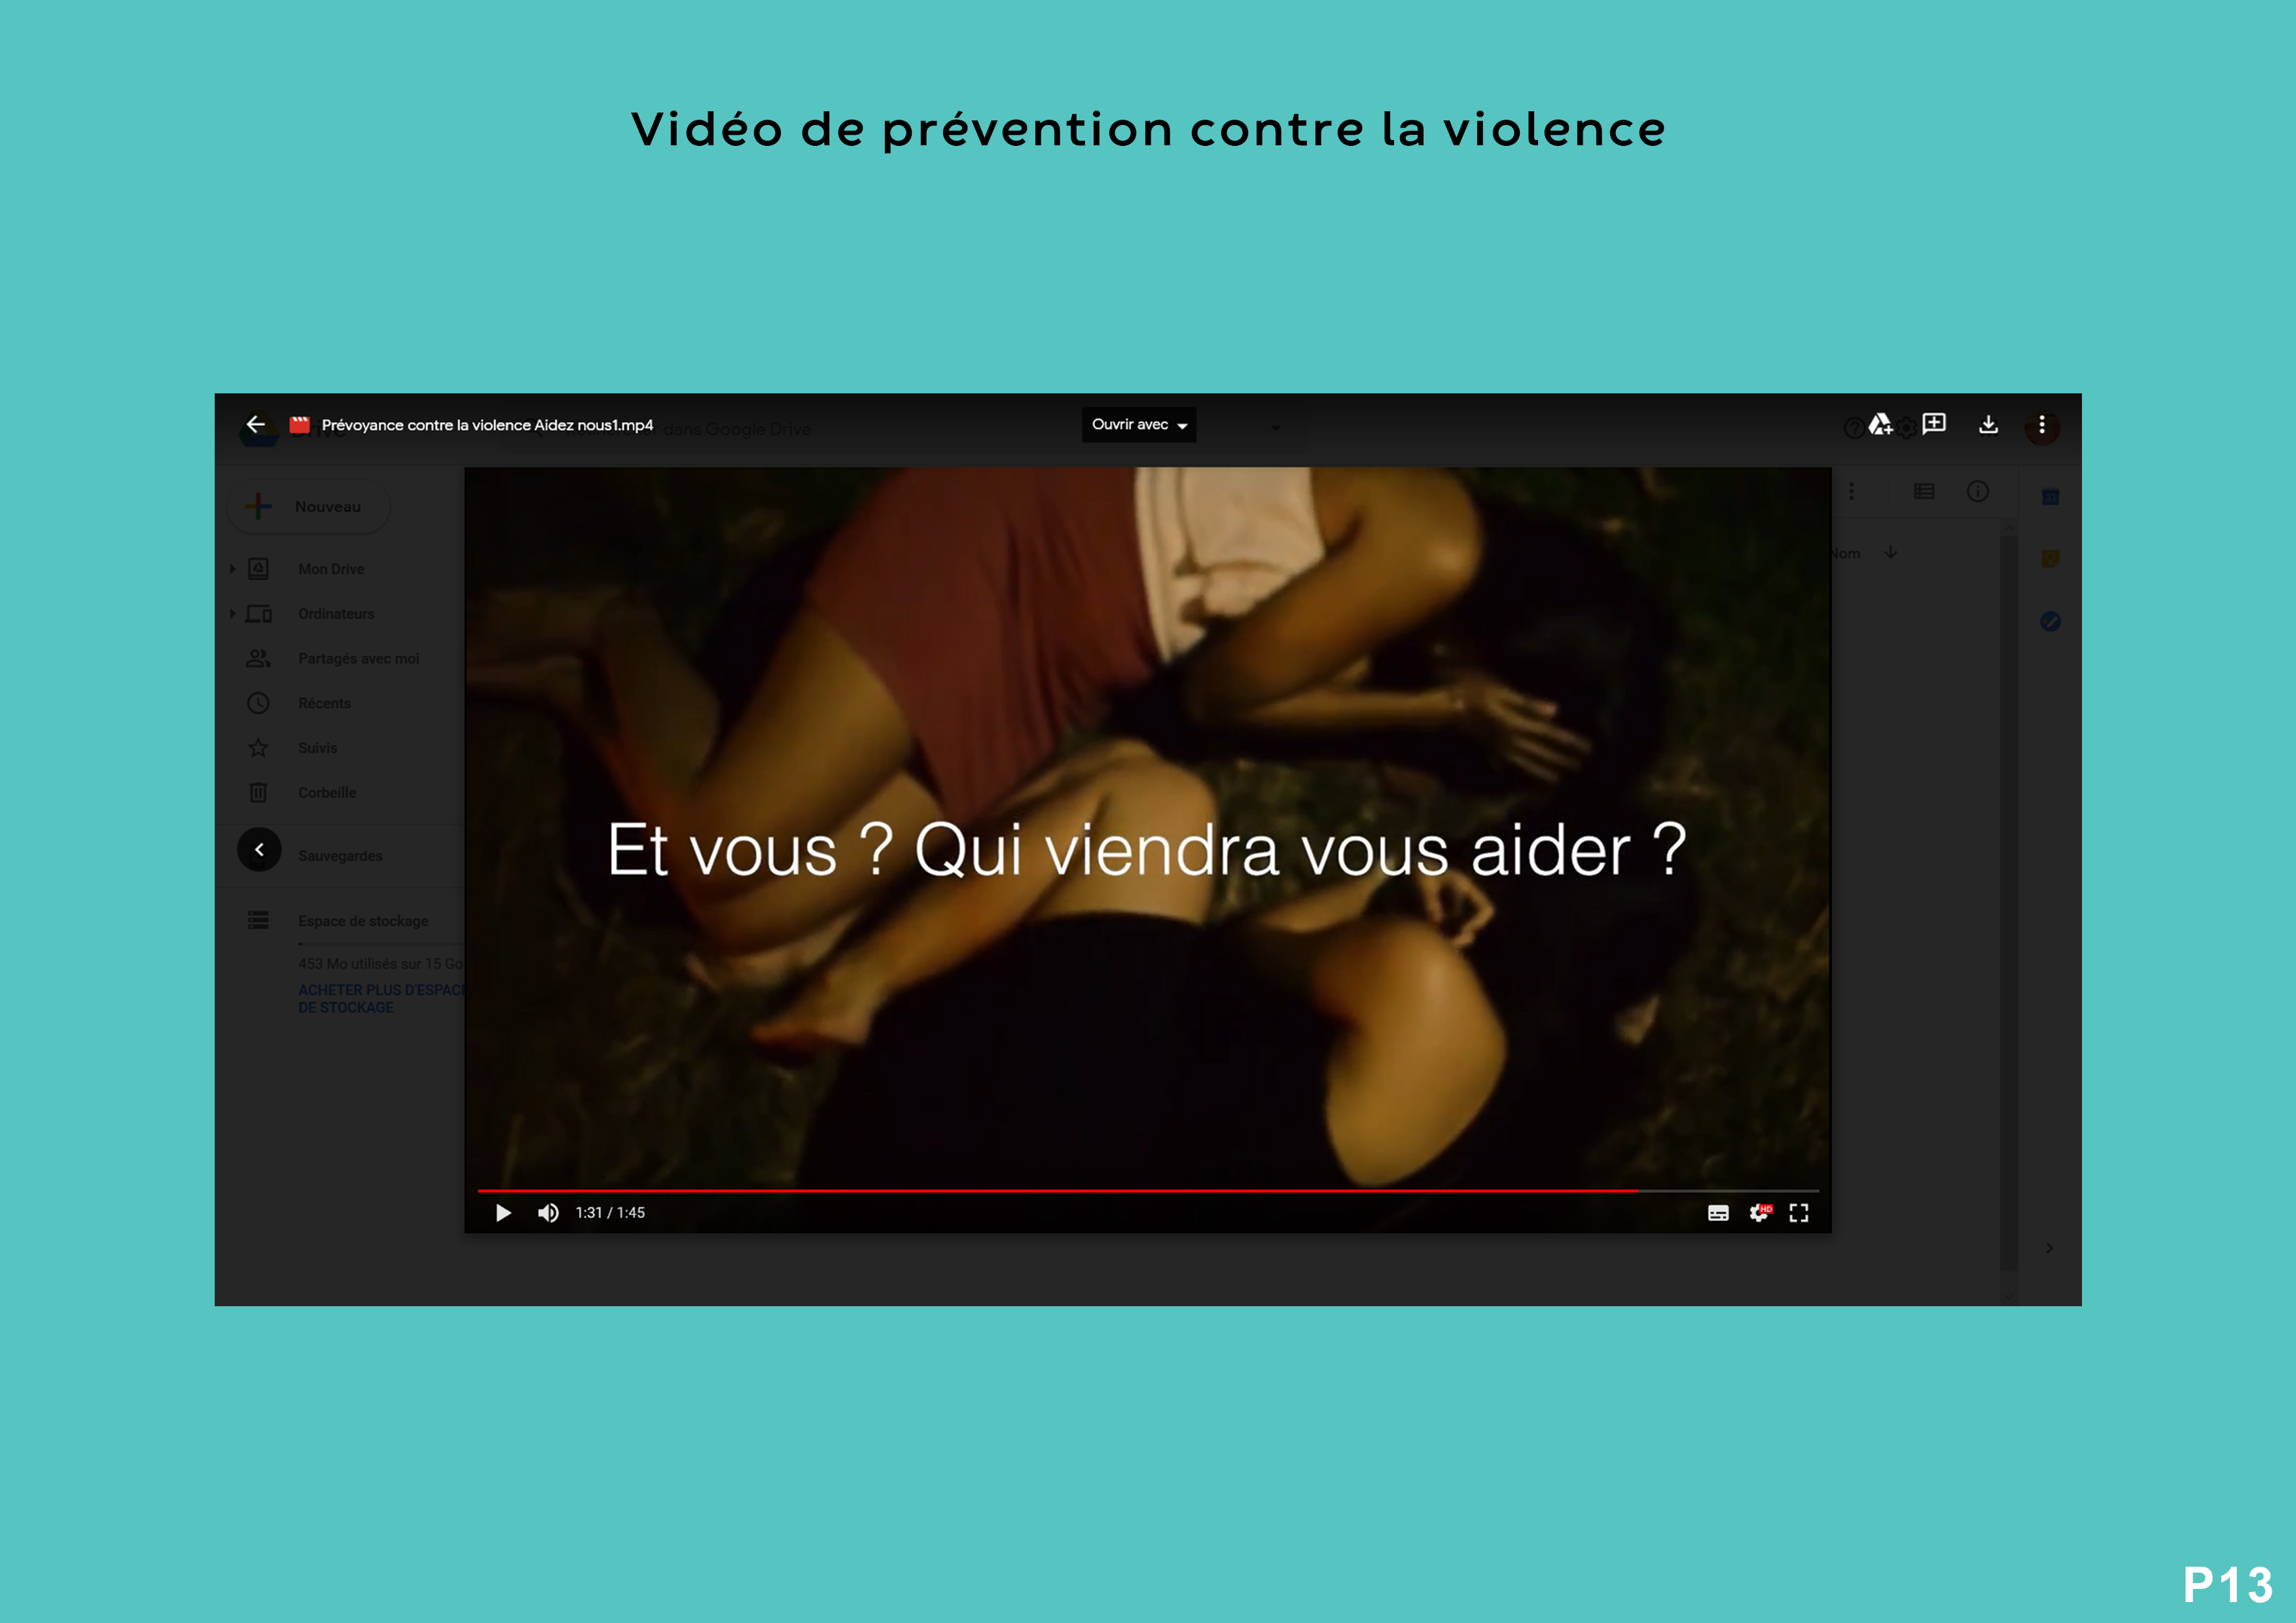 Vidéo de prévention contre la violence
Prévoyance contre la violence Aidez nous1.mp4
dans Google Drive
Ouvrir avec
Nouveau
Mon Drive
Ordinateurs
Partagés avec moi
Récents
Suivis
Corbeille
Sauvegardes
Espace de stockage
453 Mo utilisés sur 15 Go
ACHETER PLUS D'ESPACE
DE STOCKAGE
Nom
Et vous ? Qui viendra vous aider ?
1:31 / 1:45
HD
P13